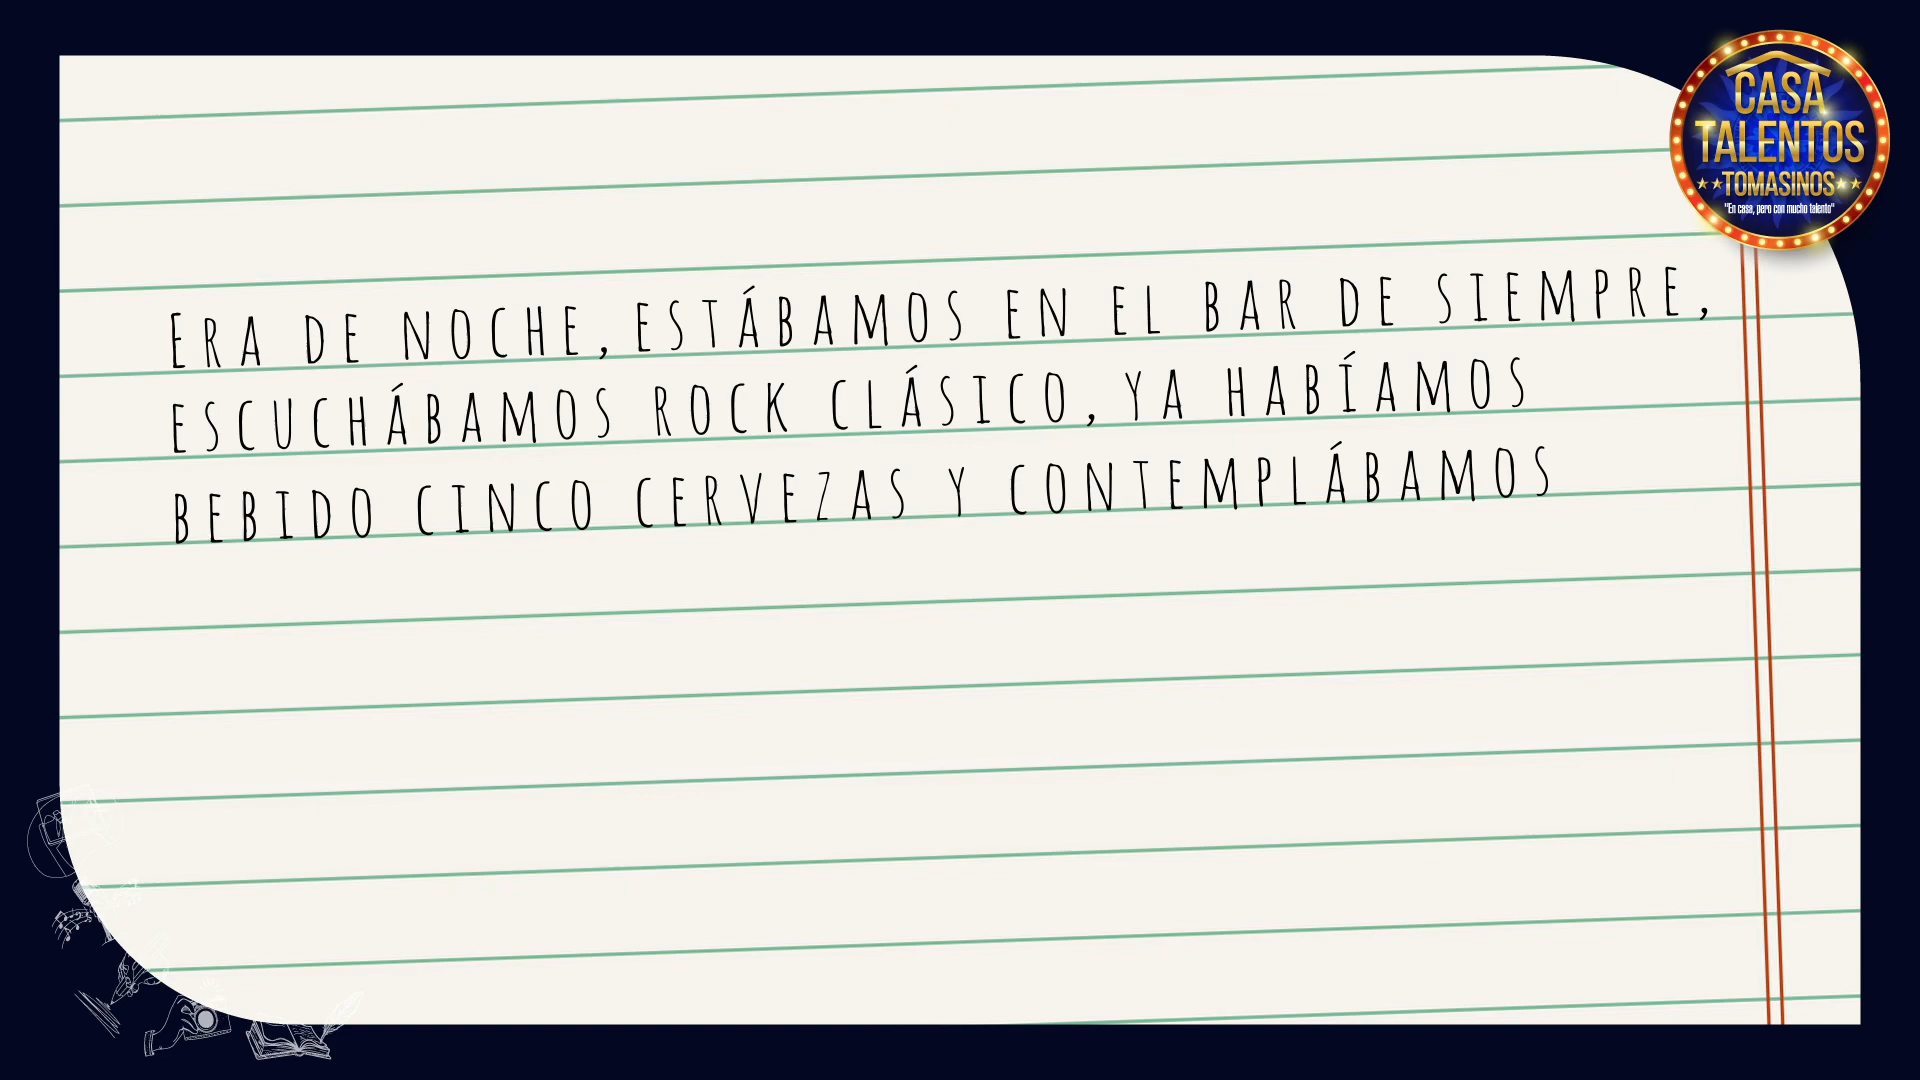 CASA
TALENTOS
TOMASINOS
"En casa, pero con mucho talento"
ERA DE NOCHE, ESTÁBAMOS EN EL BAR DE SIEMPRE,
ESCUCHÁBAMOS ROCK CLÁSICO, YA HABÍAMOS
BEBIDO CINCO CERVEZAS Y CONTEMPLÁBAMOS